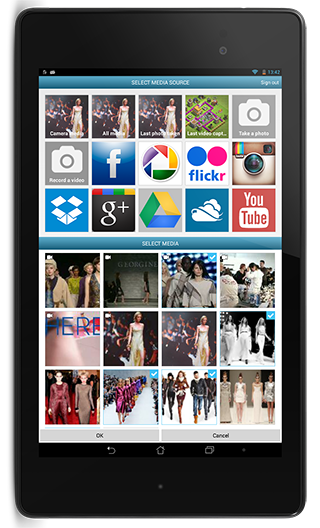 13:42
SELECT MEDIA SOURCE
Sign out
Camera media
All media
Last photo taken
Last video capt...
Take a photo
Record a video
f
flickr
g+
You
Tube
SELECT MEDIA
GEORGINE
HERE
OK
Cancel